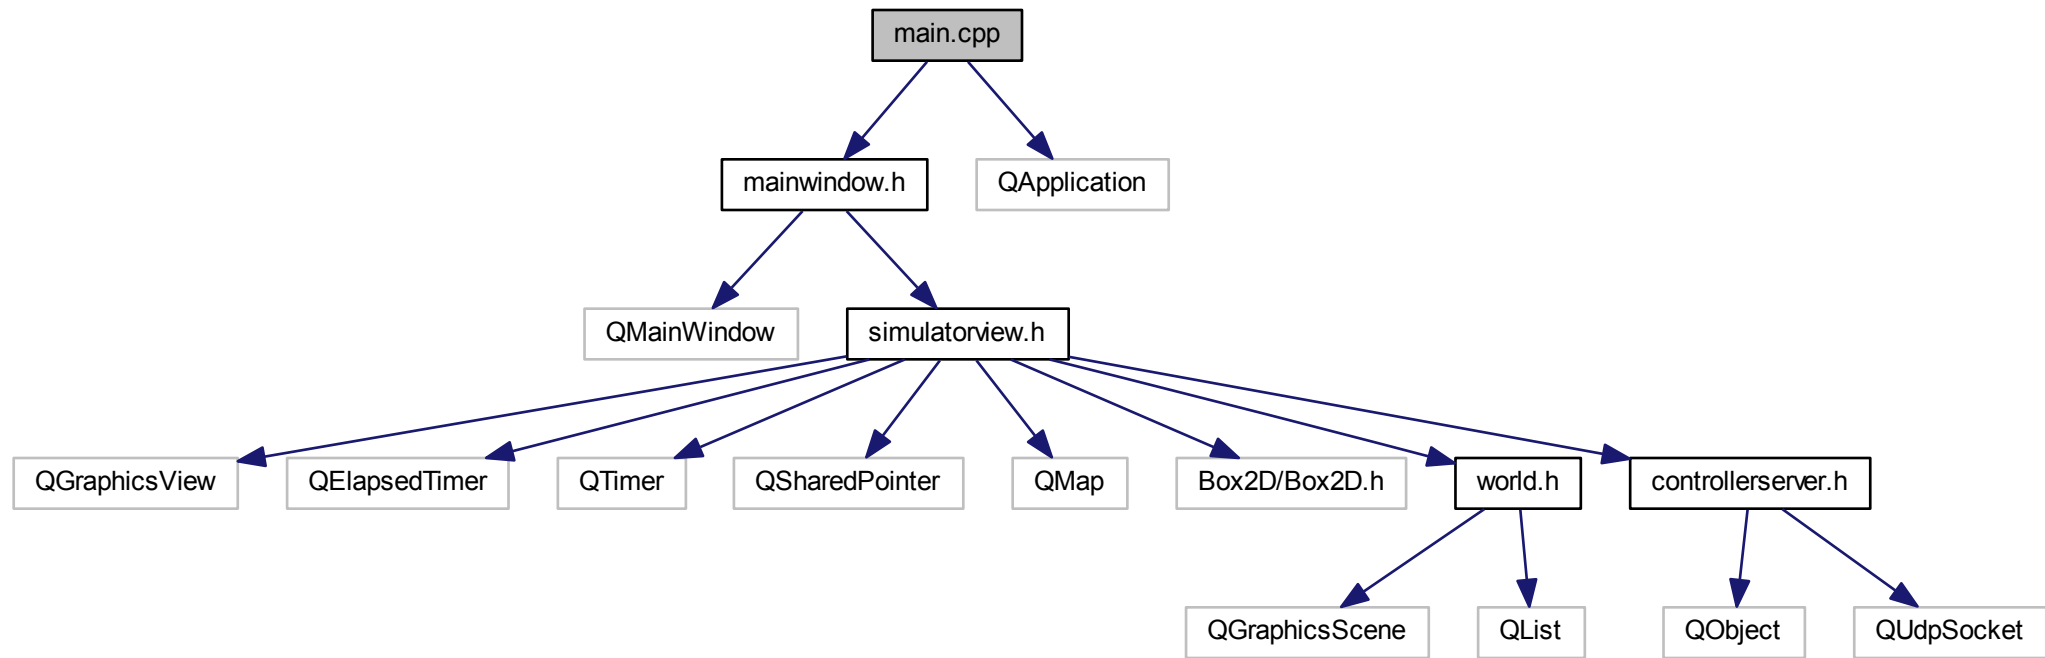 main.cpp
mainwindow.h
QApplication
QMainWindow
simulatorview.h
QGraphicsView
QElapsedTimer
QTimer
QSharedPointer
QMap
Box2D/Box2D.h
world.h
controllerserver.h
QGraphicsScene
QList
QObject
QUdpSocket